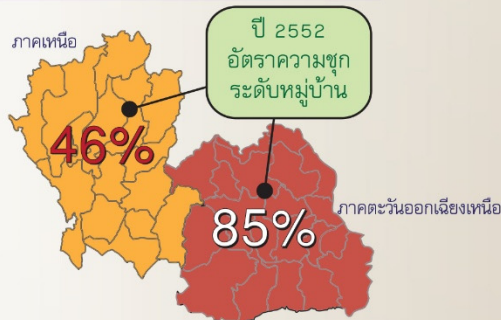 ภาคเหนือ
ปี 2552
อัตราความชุก
ระดับหมู่บ้าน
46%
85%
ภาคตะวันออกเฉียงเหนือ